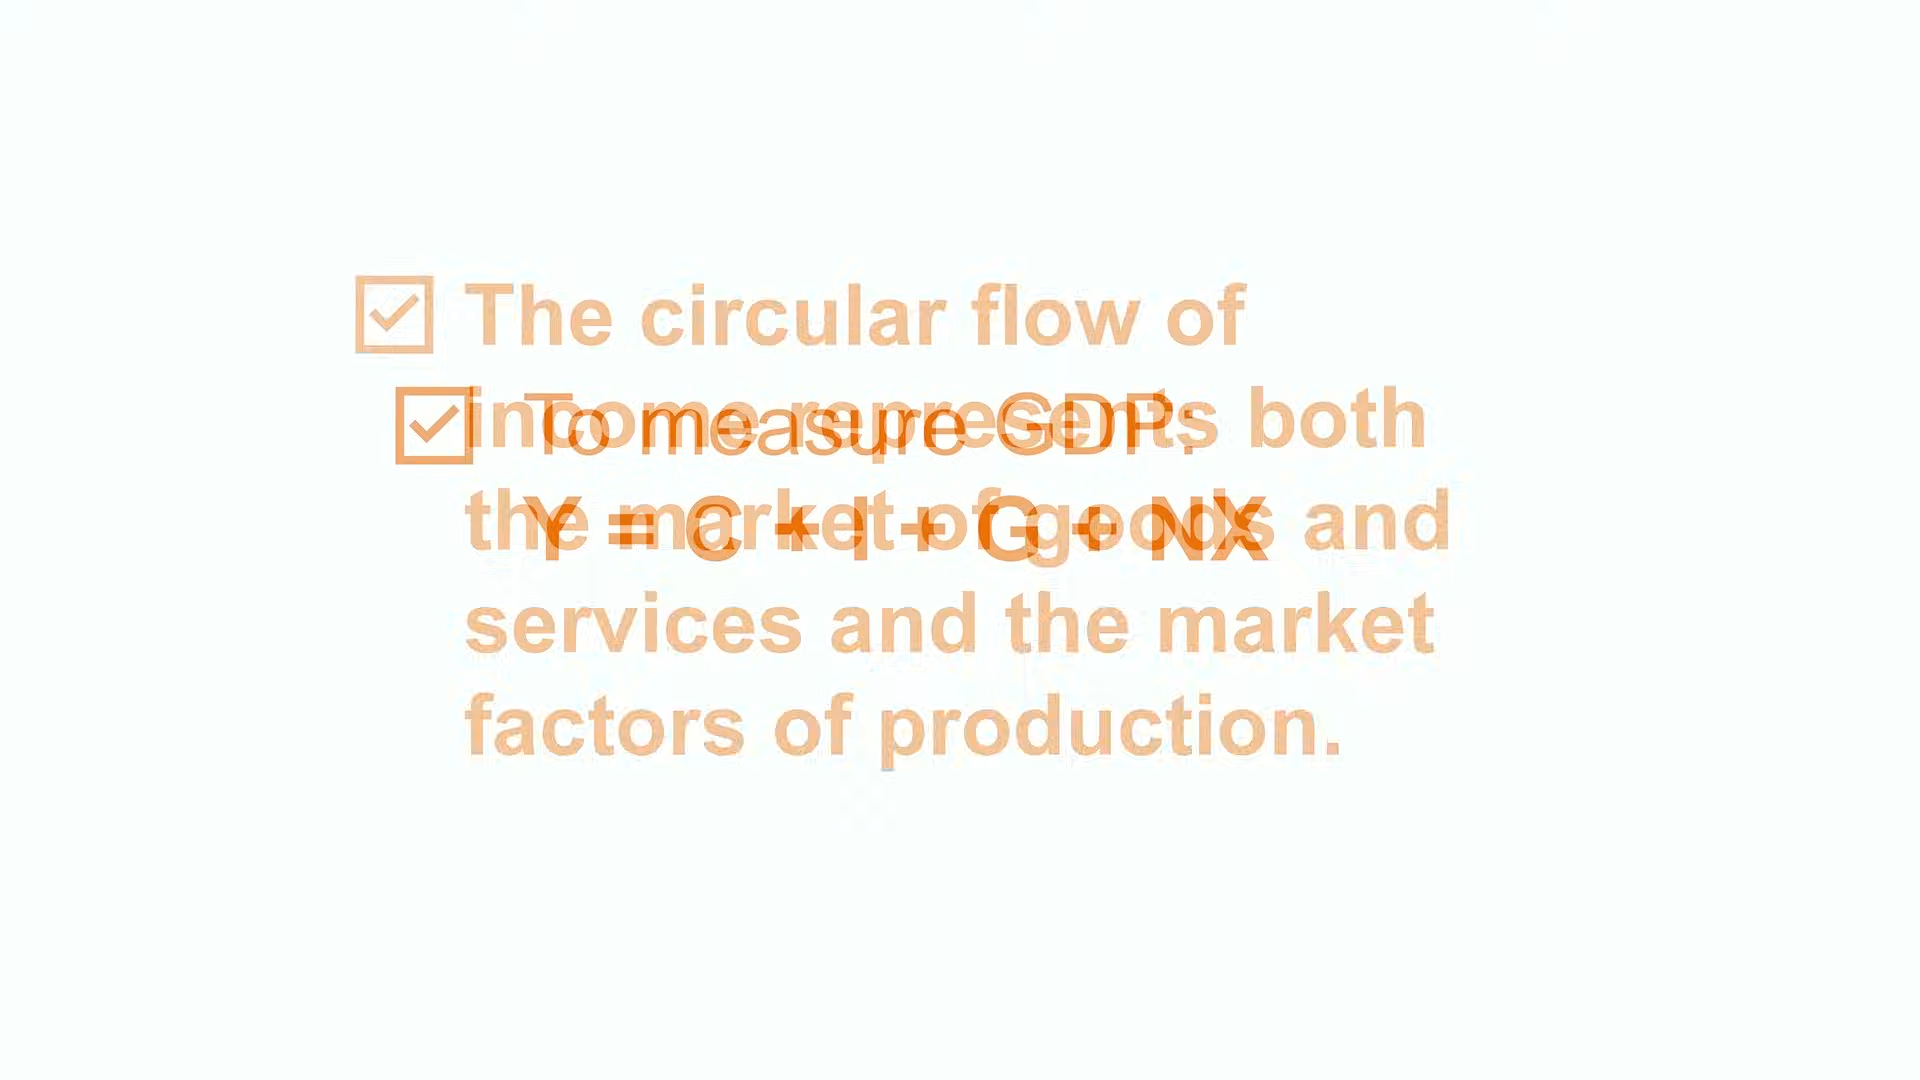 The circular flow of
income represents both
the market of goods and
services and the market
factors of production.
To measure GDP:
Y = C + I + G + NX